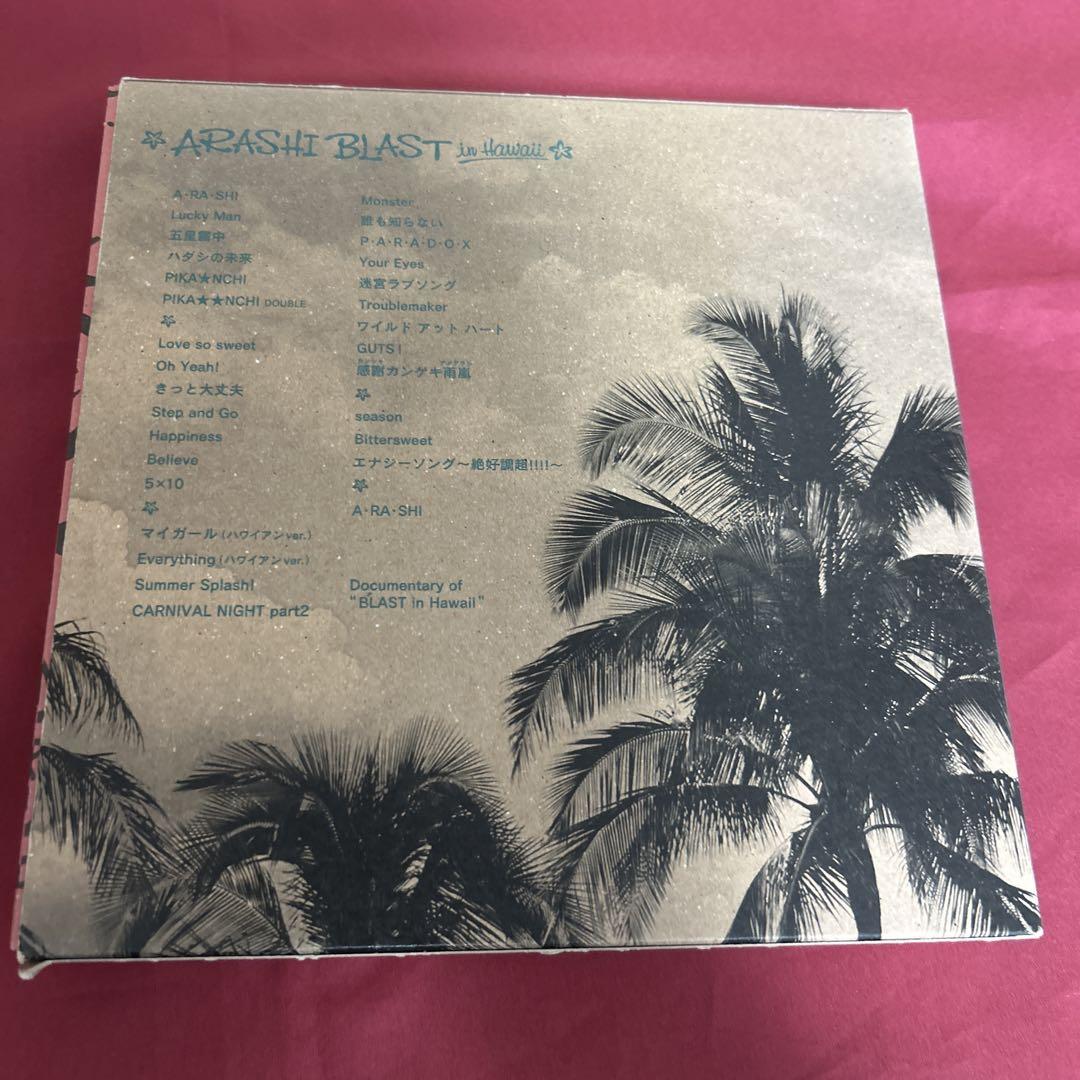 ARASHI BLAST in Hawaii
A・RA・SHI
Lucky Man
五里霧中
ハダシの未来
PIKA★NCHI
PIKA★★NCHI DOUBLE
Love so sweet
Oh Yeah!
きっと大丈夫
Step and Go
Happiness
Believe
5×10
マイガール(ハワイアンver.)
Everything(ハワイアンver.)
Summer Splash!
CARNIVAL NIGHT part2
Monster
誰も知らない
P・A・R・A・D・O・X
Your Eyes
迷宮ラブソング
Troublemaker
ワイルド アット ハート
GUTS !
感謝カンゲキ雨嵐
season
Bittersweet
エナジーソング〜絶好調超!!!!〜
A・RA・SHI
Documentary of
"BLAST in Hawaii"